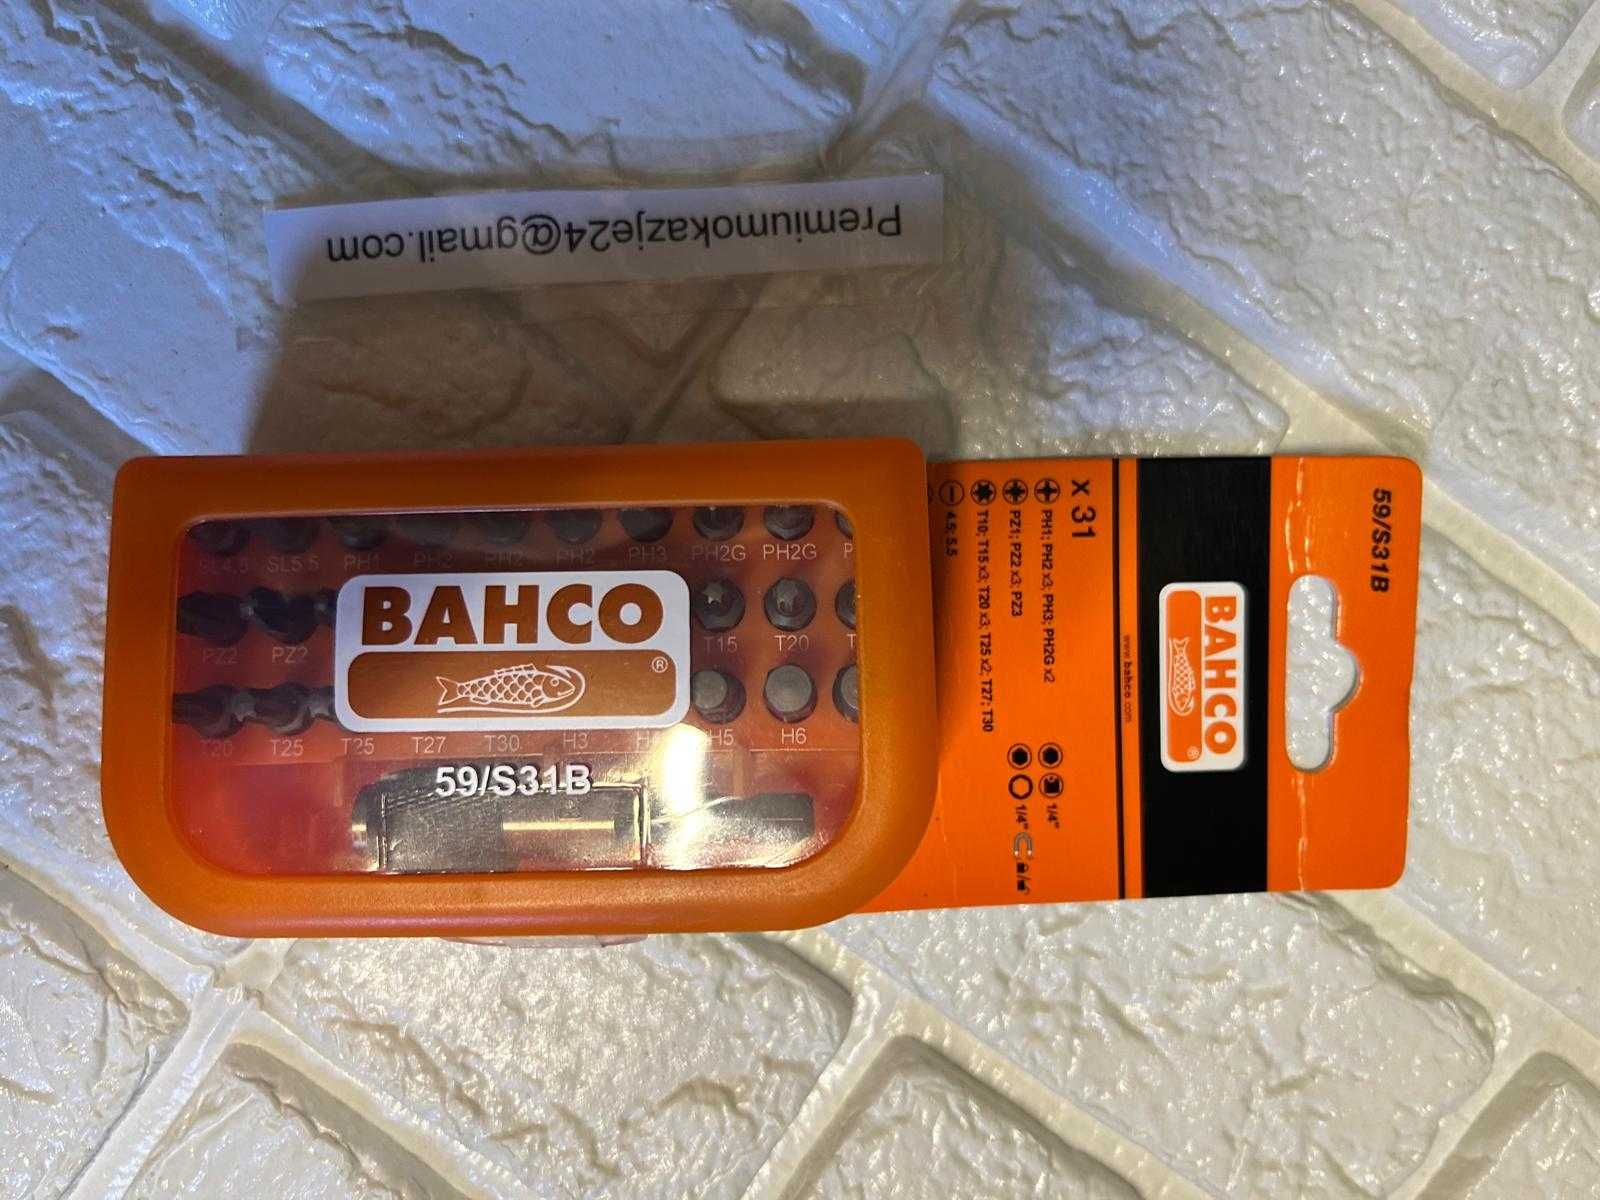 Premiumokazje24@gmail.com
SL4.5 SL5.5 PH1 PH2 PH2 PH2 PH3 PH2G PH2G
PZ2 PZ2 T15 T20
T20 T25 T25 T27 T30 H3 H5 H6
BAHCO
®
59/S31B
59/S31B
BAHCO
®
www.bahco.com
x 31
PH1; PH2 x3; PH3; PH2G x2
PZ1; PZ2 x3; PZ3
T10; T15 x3; T20 x3; T25 x2; T27; T30
4.5; 5.5
1/4"
1/4"